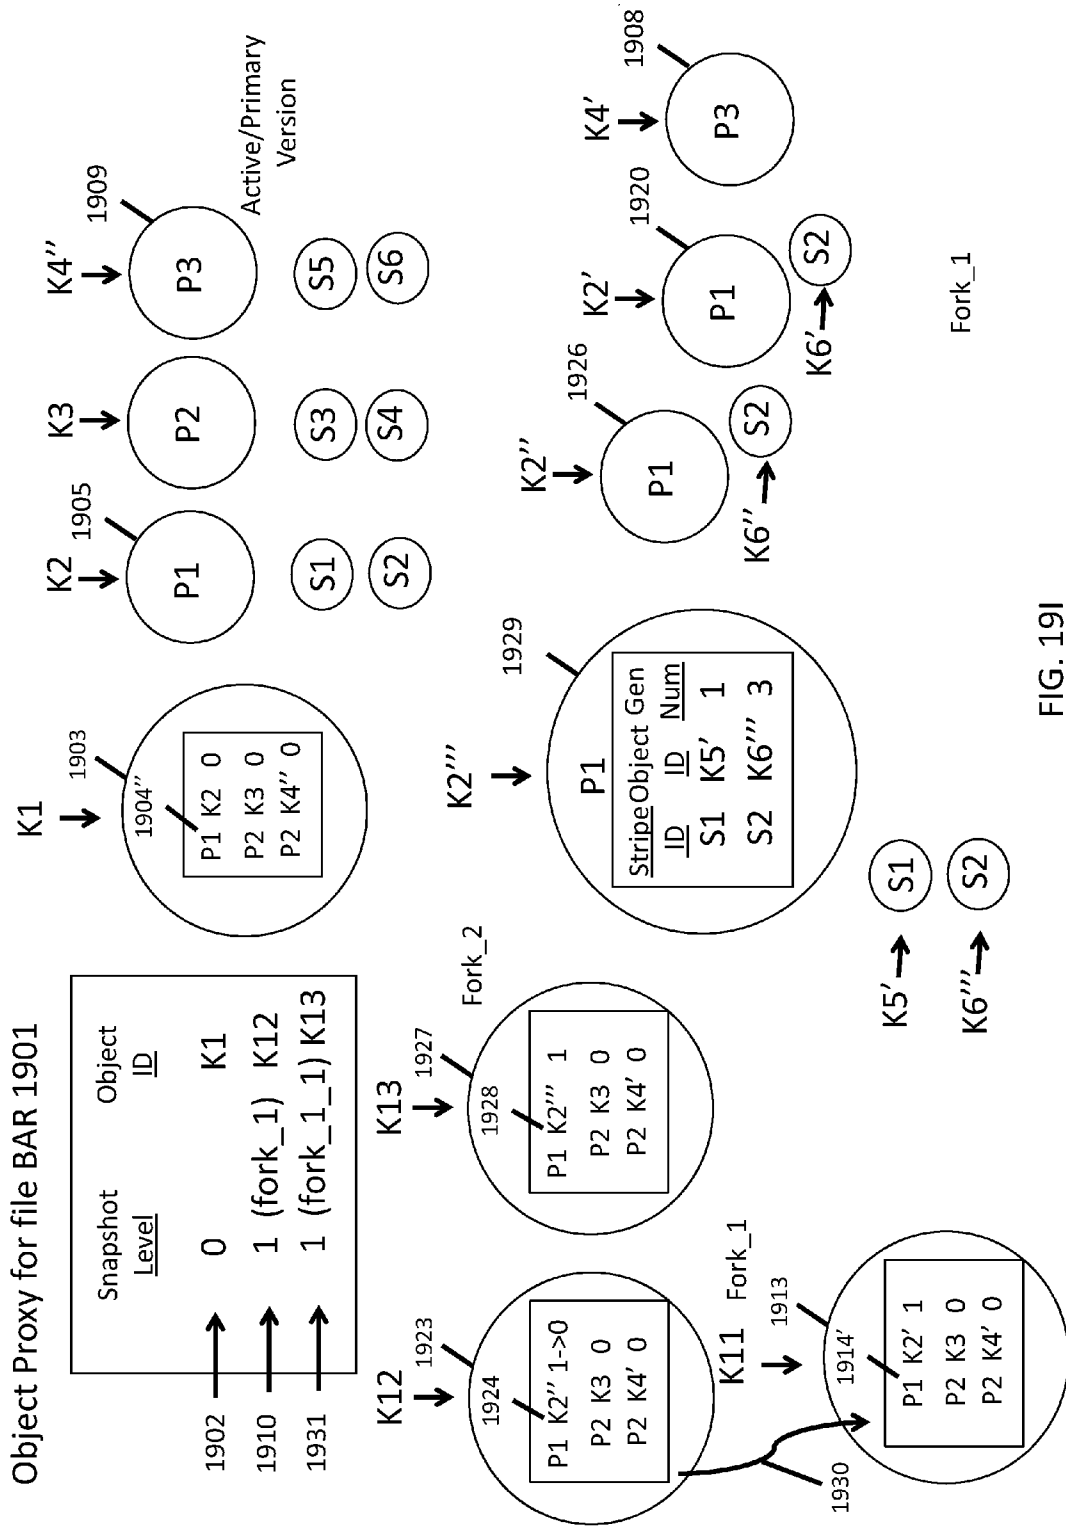 Object Proxy for file BAR 1901
Snapshot Object
Level ID
1902 0 K1
1910 1 (fork_1) K12
1931 1 (fork_1_1) K13
K1
1903
1904''
P1 K2 0
P2 K3 0
P2 K4'' 0
K2
1905
P1
S1
S2
K3
P2
S3
S4
K4''
1909
P3
S5
S6
Active/Primary
Version
K12
1923
1924
P1 K2'' 1->0
P2 K3 0
P2 K4' 0
K13
1927
1928
Fork_2
P1 K2''' 1
P2 K3 0
P2 K4' 0
1930
K11
Fork_1
1913
1914'
P1 K2' 1
P2 K3 0
P2 K4' 0
K2'''
1929
P1
Stripe Object Gen
ID ID Num
S1 K5' 1
S2 K6''' 3
K5' S1
K6''' S2
K2''
1926
P1
K6'' S2
K2'
1920
P1
K6' S2
K4'
1908
P3
Fork_1
FIG. 19I